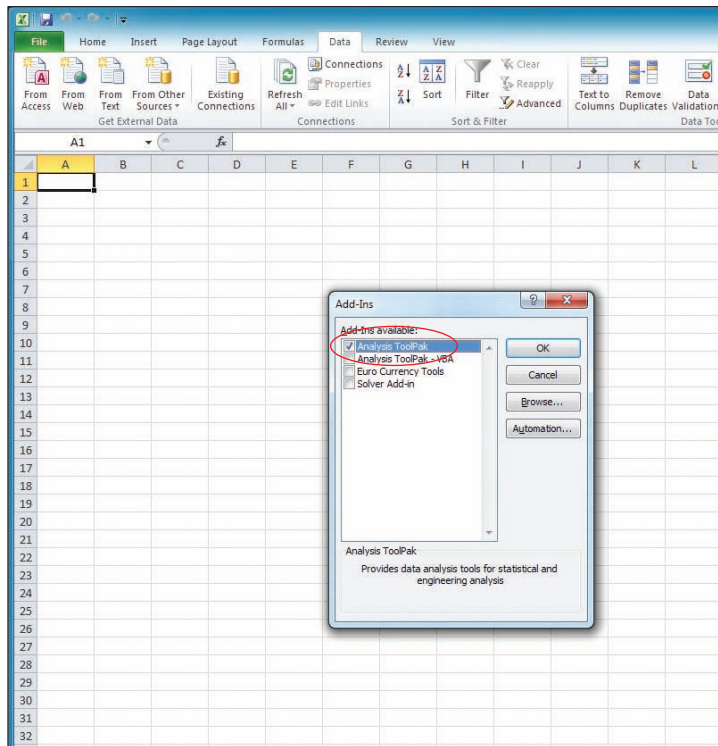 File Home Insert Page Layout Formulas Data Review View
From Access
From Web
From Text
From Other Sources
Existing Connections
Get External Data
Refresh All
Connections
Properties
Edit Links
Connections
Sort
Filter
Clear
Reapply
Advanced
Sort & Filter
Text to Columns
Remove Duplicates
Data Validation
Data Too
A1 fx
A B C D E F G H I J K L
1
2
3
4
5
6
7
8
9
10
11
12
13
14
15
16
17
18
19
20
21
22
23
24
25
26
27
28
29
30
31
32
Add-Ins
Add-Ins available:
Analysis ToolPak
Analysis ToolPak - VBA
Euro Currency Tools
Solver Add-in
OK
Cancel
Browse...
Automation...
Analysis ToolPak
Provides data analysis tools for statistical and
engineering analysis